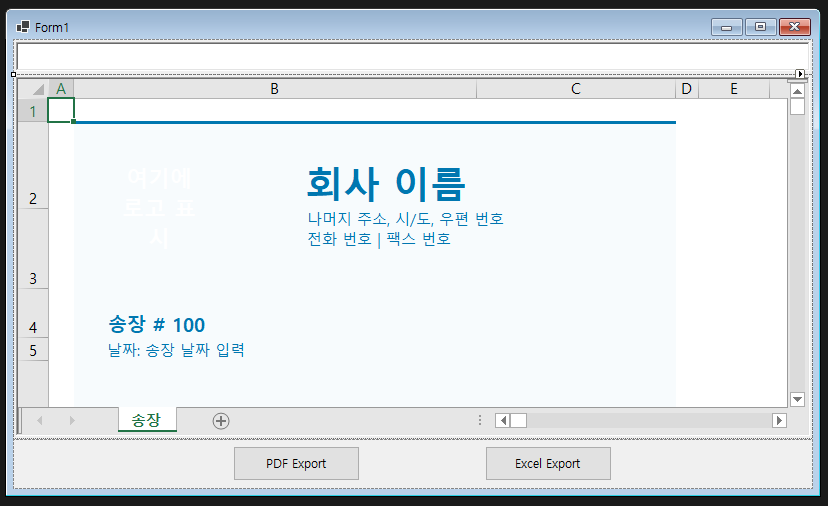 Form1
A B C D E
1
2
여기에
로고 표
시
회사 이름
나머지 주소, 시/도, 우편 번호
전화 번호 | 팩스 번호
3
4
송장 # 100
5
날짜: 송장 날짜 입력
송장
PDF Export
Excel Export